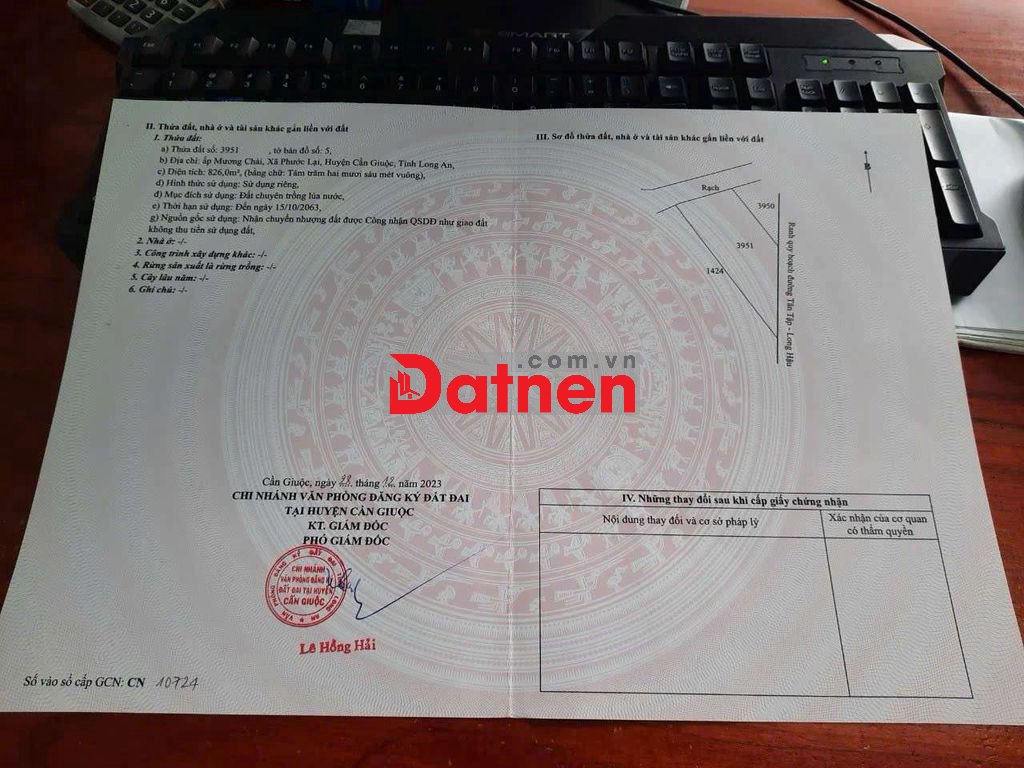 SMART
II. Thửa đất, nhà ở và tài sản khác gắn liền với đất
1. Thửa đất:
a) Thửa đất số: 3951 , tờ bản đồ số: 5,
b) Địa chỉ: ấp Mương Chài, Xã Phước Lại, Huyện Cần Giuộc, Tỉnh Long An,
c) Diện tích: 826,0m², (bằng chữ: Tám trăm hai mươi sáu mét vuông),
d) Hình thức sử dụng: Sử dụng riêng,
đ) Mục đích sử dụng: Đất chuyên trồng lúa nước,
e) Thời hạn sử dụng: Đến ngày 15/10/2063,
g) Nguồn gốc sử dụng: Nhận chuyển nhượng đất được Công nhận QSDĐ như giao đất
không thu tiền sử dụng đất,
2. Nhà ở: -/-
3. Công trình xây dựng khác: -/-
4. Rừng sản xuất là rừng trồng: -/-
5. Cây lâu năm: -/-
6. Ghi chú: -/-
III. Sơ đồ thửa đất, nhà ở và tài sản khác gắn liền với đất
B
Rạch
3950
3951
1424
Ranh quy hoạch đường Tân Tập - Long Hậu
.com.vn
Datnen
Cần Giuộc, ngày 28 tháng 12 năm 2023
CHI NHÁNH VĂN PHÒNG ĐĂNG KÝ ĐẤT ĐAI
TẠI HUYỆN CẦN GIUỘC
KT. GIÁM ĐỐC
PHÓ GIÁM ĐỐC
CHI NHÁNH
VĂN PHÒNG ĐĂNG KÝ
ĐẤT ĐAI TẠI HUYỆN
CẦN GIUỘC
Lê Hồng Hải
Số vào sổ cấp GCN: CN 10724
IV. Những thay đổi sau khi cấp giấy chứng nhận
Nội dung thay đổi và cơ sở pháp lý
Xác nhận của cơ quan
có thẩm quyền